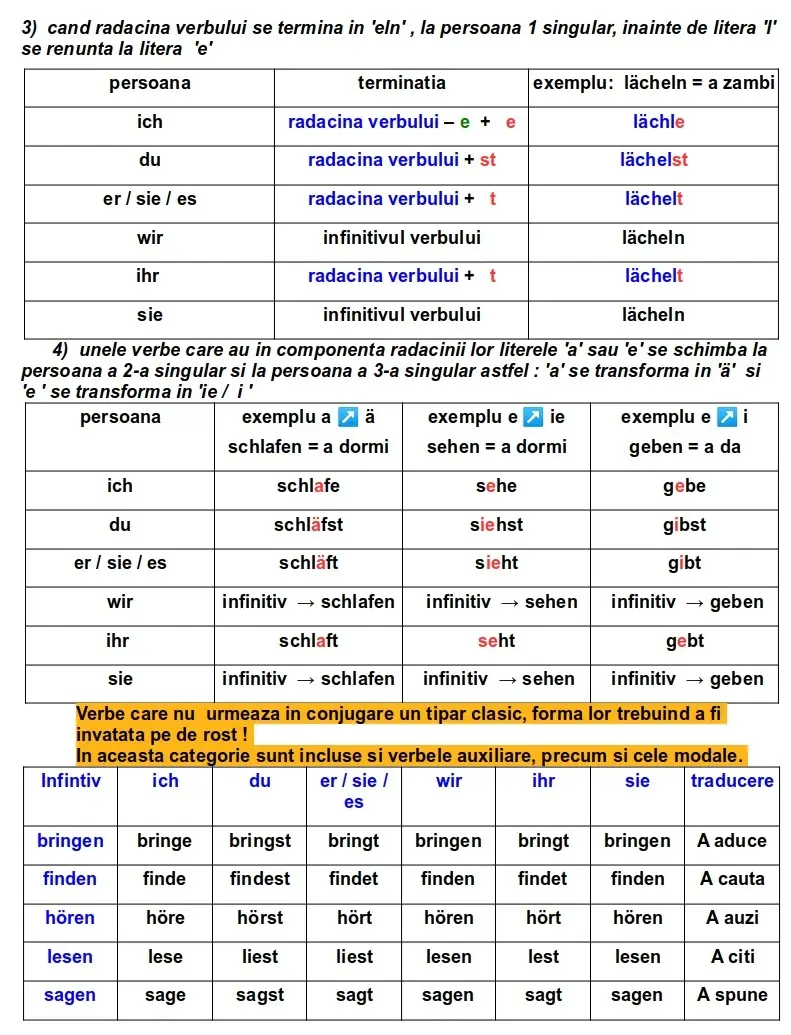 3) cand radacina verbului se termina in 'eln' , la persoana 1 singular, inainte de litera 'l'
se renunta la litera 'e'
persoana terminatia exemplu: lächeln = a zambi
ich radacina verbului – e + e lächle
du radacina verbului + st lächelst
er / sie / es radacina verbului + t lächelt
wir infinitivul verbului lächeln
ihr radacina verbului + t lächelt
sie infinitivul verbului lächeln
4) unele verbe care au in componenta radacinii lor literele 'a' sau 'e' se schimba la
persoana a 2-a singular si la persoana a 3-a singular astfel : 'a' se transforma in 'ä' si
'e ' se transforma in 'ie / i '
persoana exemplu a ↗ ä exemplu e ↗ ie exemplu e ↗ i
schlafen = a dormi sehen = a dormi geben = a da
ich schlafe sehe gebe
du schläfst siehst gibst
er / sie / es schläft sieht gibt
wir infinitiv → schlafen infinitiv → sehen infinitiv → geben
ihr schlaft seht gebt
sie infinitiv → schlafen infinitiv → sehen infinitiv → geben
Verbe care nu urmeaza in conjugare un tipar clasic, forma lor trebuind a fi
invatata pe de rost !
In aceasta categorie sunt incluse si verbele auxiliare, precum si cele modale.
Infintiv ich du er / sie / wir ihr sie traducere
es
bringen bringe bringst bringt bringen bringt bringen A aduce
finden finde findest findet finden findet finden A cauta
hören höre hörst hört hören hört hören A auzi
lesen lese liest liest lesen lest lesen A citi
sagen sage sagst sagt sagen sagt sagen A spune